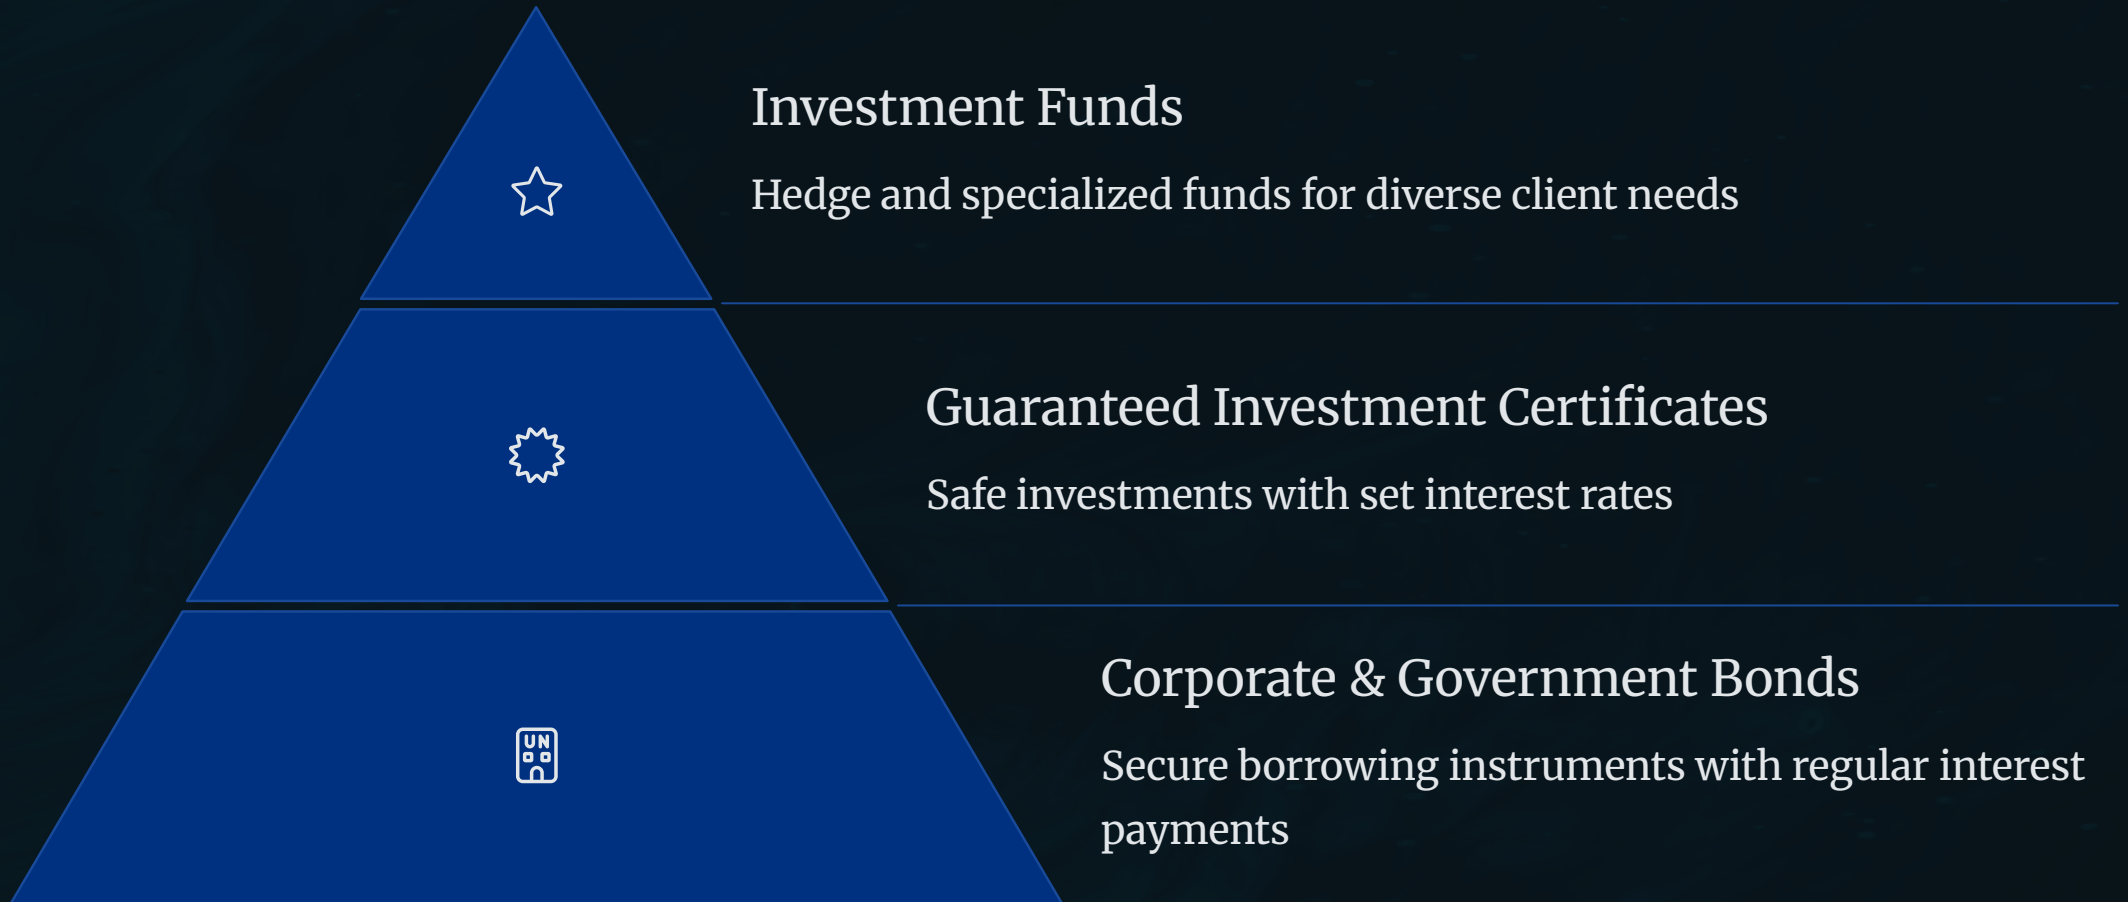 Investment Funds
Hedge and specialized funds for diverse client needs
Guaranteed Investment Certificates
Safe investments with set interest rates
Corporate & Government Bonds
UN
Secure borrowing instruments with regular interest
payments